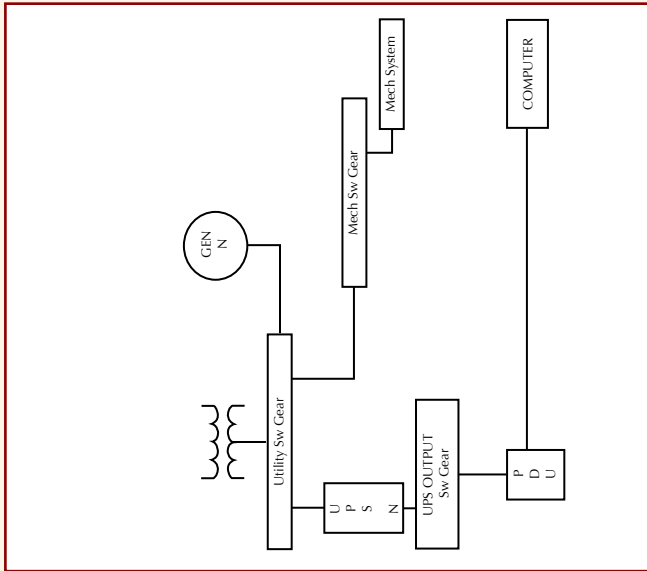 GEN
N
Utility Sw Gear
Mech Sw Gear
Mech System
COMPUTER
U
P
S
N
UPS OUTPUT
Sw Gear
P
D
U